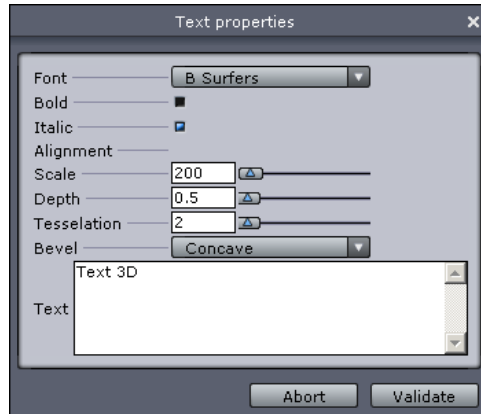 Text properties
Font B Surfers
Bold
Italic
Alignment
Scale 200
Depth 0.5
Tesselation 2
Bevel Concave
Text 3D
Text
Abort Validate